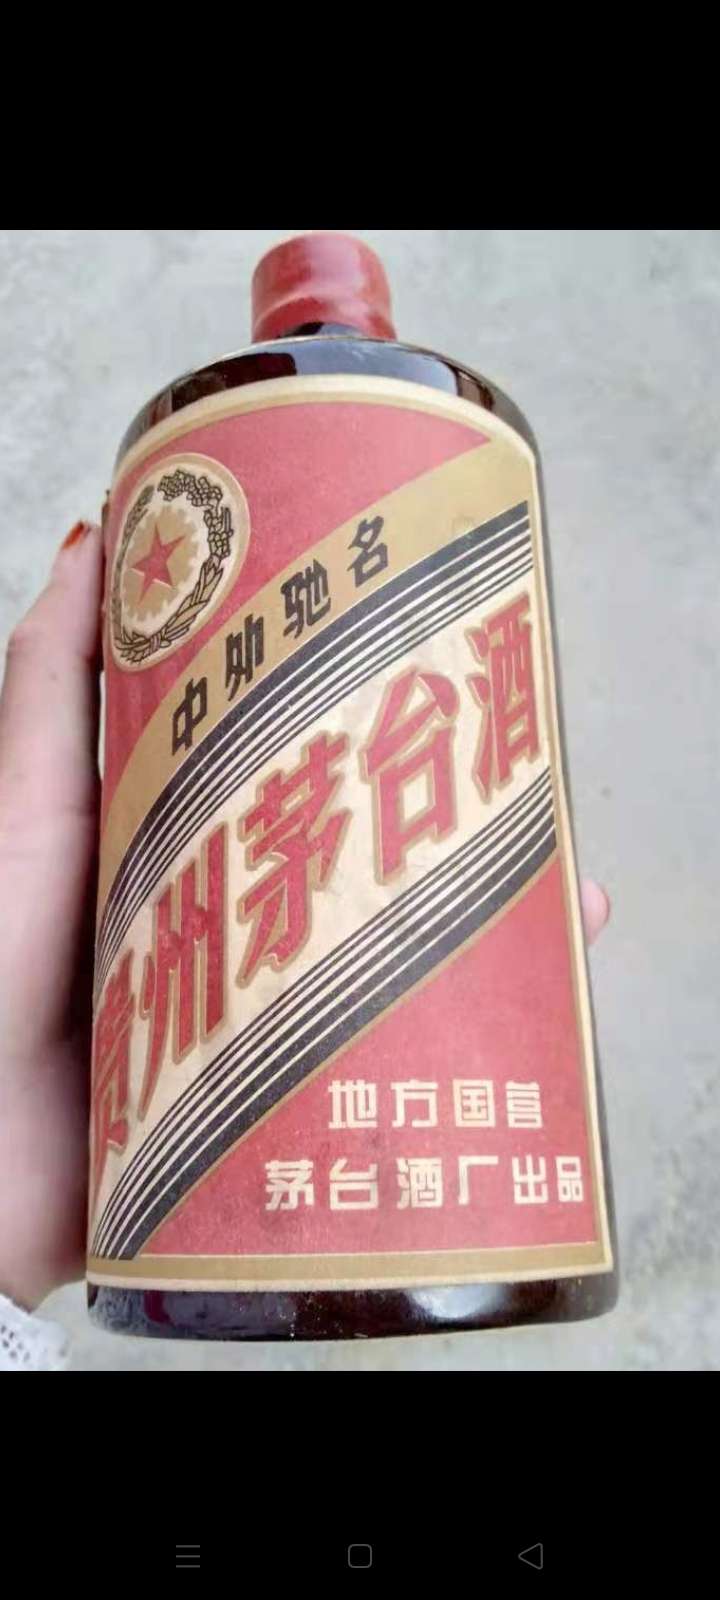 中外驰名
贵州茅台酒
地方国营
茅台酒厂出品